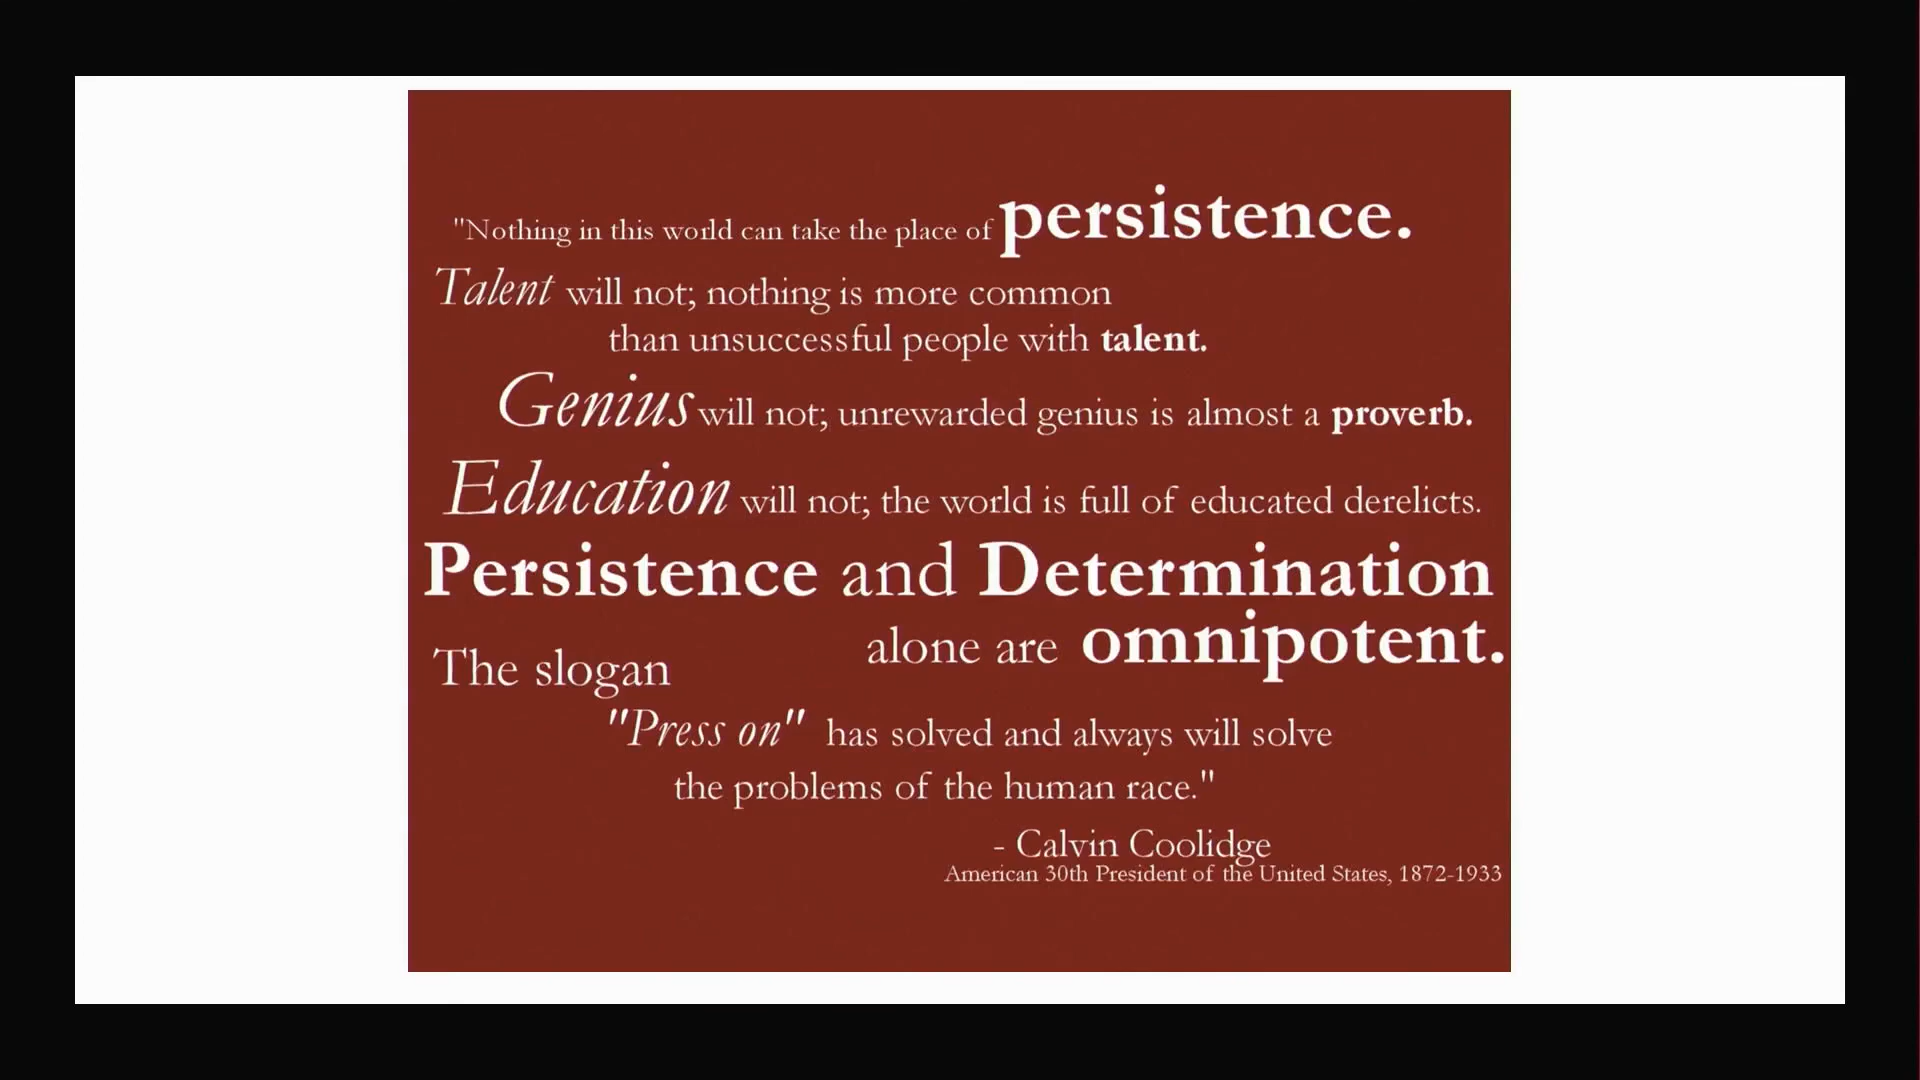 "Nothing in this world can take the place of persistence.
Talent will not; nothing is more common
than unsuccessful people with talent.
Genius will not; unrewarded genius is almost a proverb.
Education will not; the world is full of educated derelicts.
Persistence and Determination
alone are omnipotent.
The slogan
"Press on" has solved and always will solve
the problems of the human race."
- Calvin Coolidge
American 30th President of the United States, 1872-1933